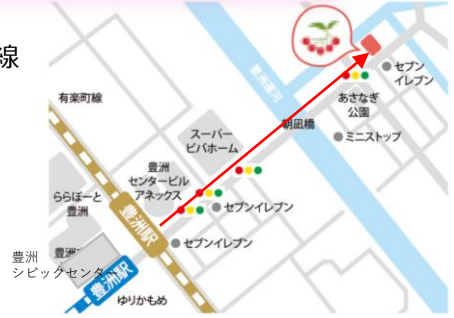 線
有楽町線
豊洲運河
セブン
イレブン
あさなぎ
公園
朝凪橋
ミニストップ
スーパー
ビバホーム
豊洲
センタービル
アネックス
ららぽーと
豊洲
豊洲駅
セブンイレブン
セブンイレブン
豊洲
シビックセンター
豊洲
豊洲駅
ゆりかもめ